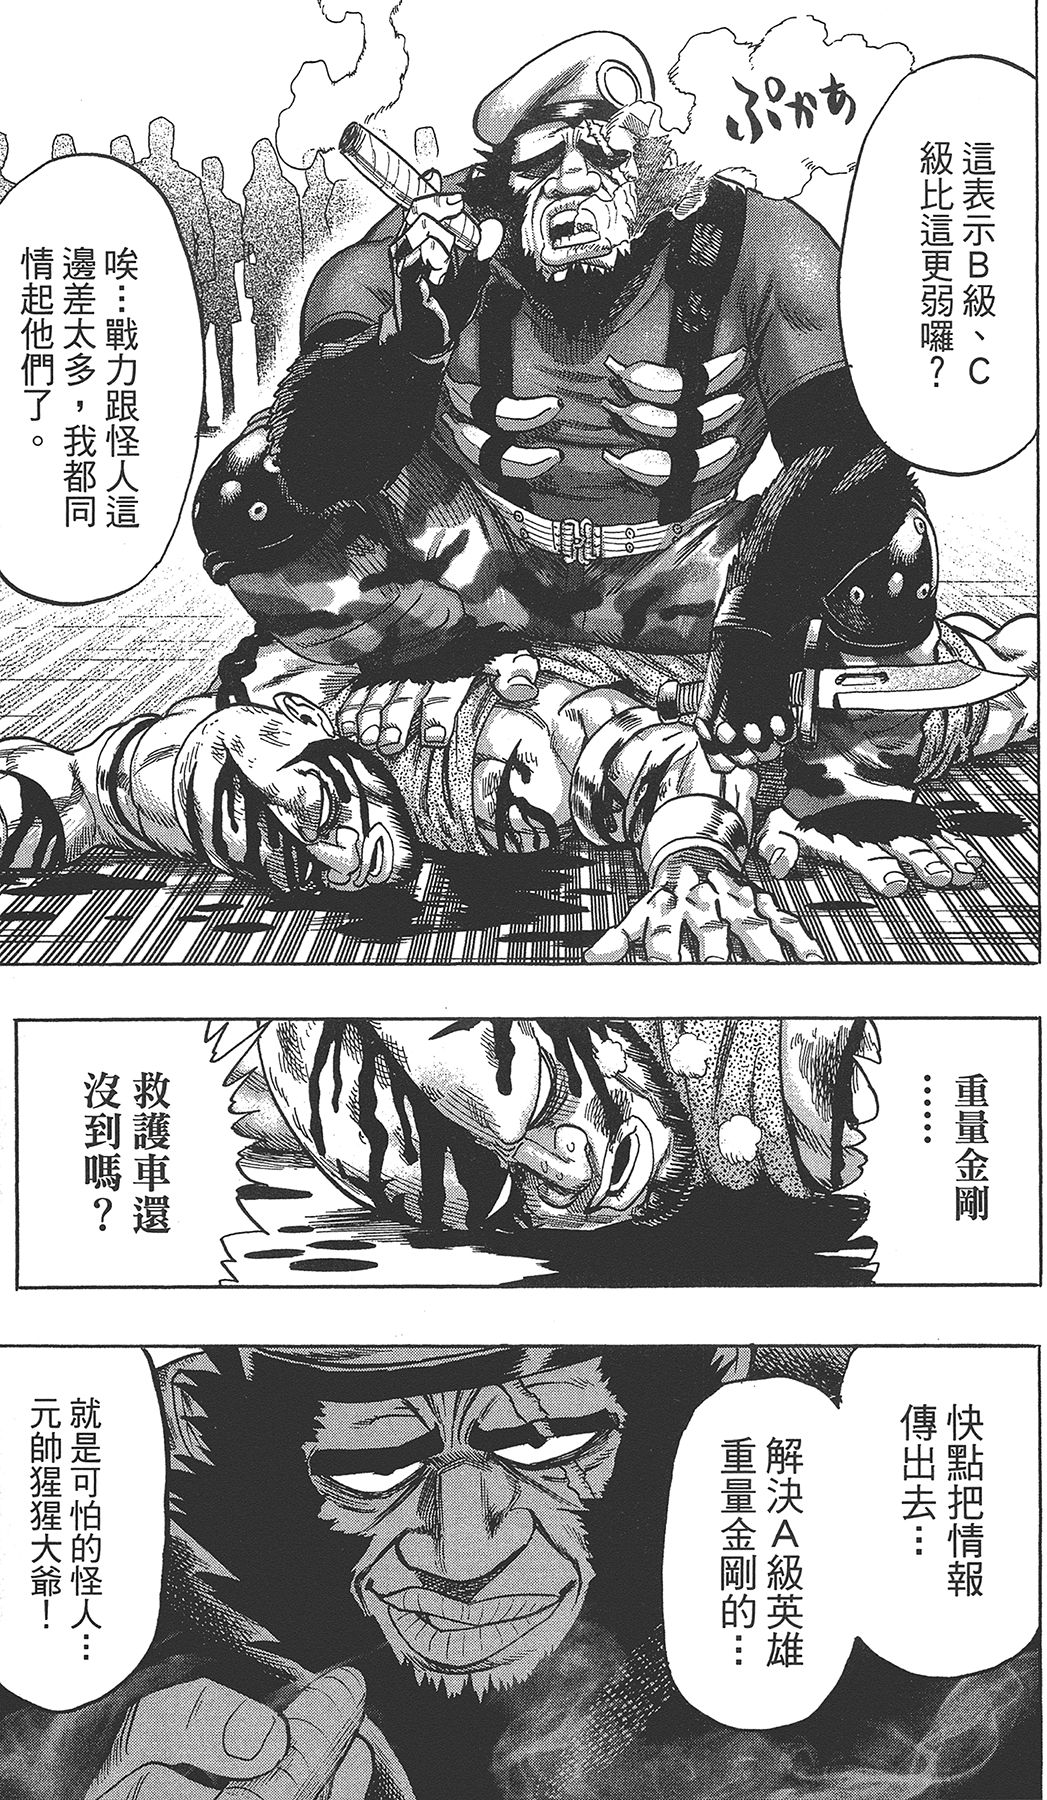 這表示B級、C
級比這更弱囉？
ぷかあ
唉…戰力跟怪人這
邊差太多，我都同
情起他們了。
重量金剛
……
救護車還
沒到嗎？
快點把情報
傳出去…
解決A級英雄
重量金剛的…
就是可怕的怪人…
元帥猩猩大爺！